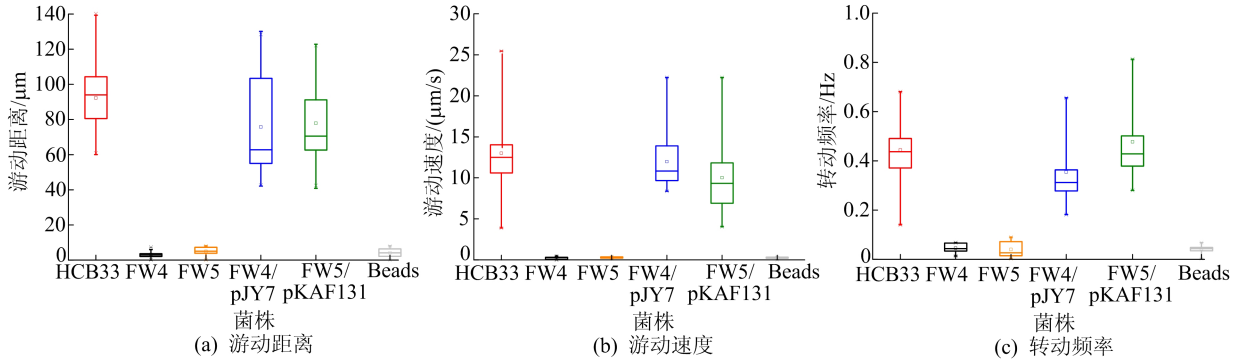 140
120
100
80
60
40
20
0
游动距离/μm
HCB33 FW4 FW5 FW4/ FW5/ Beads
pJY7 pKAF131
菌株
(a) 游动距离
30
25
20
15
10
5
0
游动速度/(μm/s)
HCB33 FW4 FW5 FW4/ FW5/ Beads
pJY7 pKAF131
菌株
(b) 游动速度
1.0
0.8
0.6
0.4
0.2
0
转动频率/Hz
HCB33 FW4 FW5 FW4/ FW5/ Beads
pJY7 pKAF131
菌株
(c) 转动频率